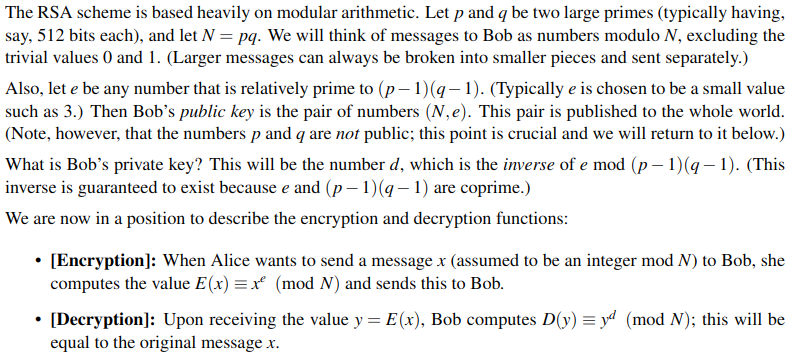 The RSA scheme is based heavily on modular arithmetic. Let p and q be two large primes (typically having,
say, 512 bits each), and let N = pq. We will think of messages to Bob as numbers modulo N, excluding the
trivial values 0 and 1. (Larger messages can always be broken into smaller pieces and sent separately.)
Also, let e be any number that is relatively prime to (p − 1)(q − 1). (Typically e is chosen to be a small value
such as 3.) Then Bob's public key is the pair of numbers (N,e). This pair is published to the whole world.
(Note, however, that the numbers p and q are not public; this point is crucial and we will return to it below.)
What is Bob's private key? This will be the number d, which is the inverse of e mod (p − 1)(q − 1). (This
inverse is guaranteed to exist because e and (p − 1)(q − 1) are coprime.)
We are now in a position to describe the encryption and decryption functions:
• [Encryption]: When Alice wants to send a message x (assumed to be an integer mod N) to Bob, she
computes the value E(x) ≡ xᵉ (mod N) and sends this to Bob.
• [Decryption]: Upon receiving the value y = E(x), Bob computes D(y) ≡ yᵈ (mod N); this will be
equal to the original message x.